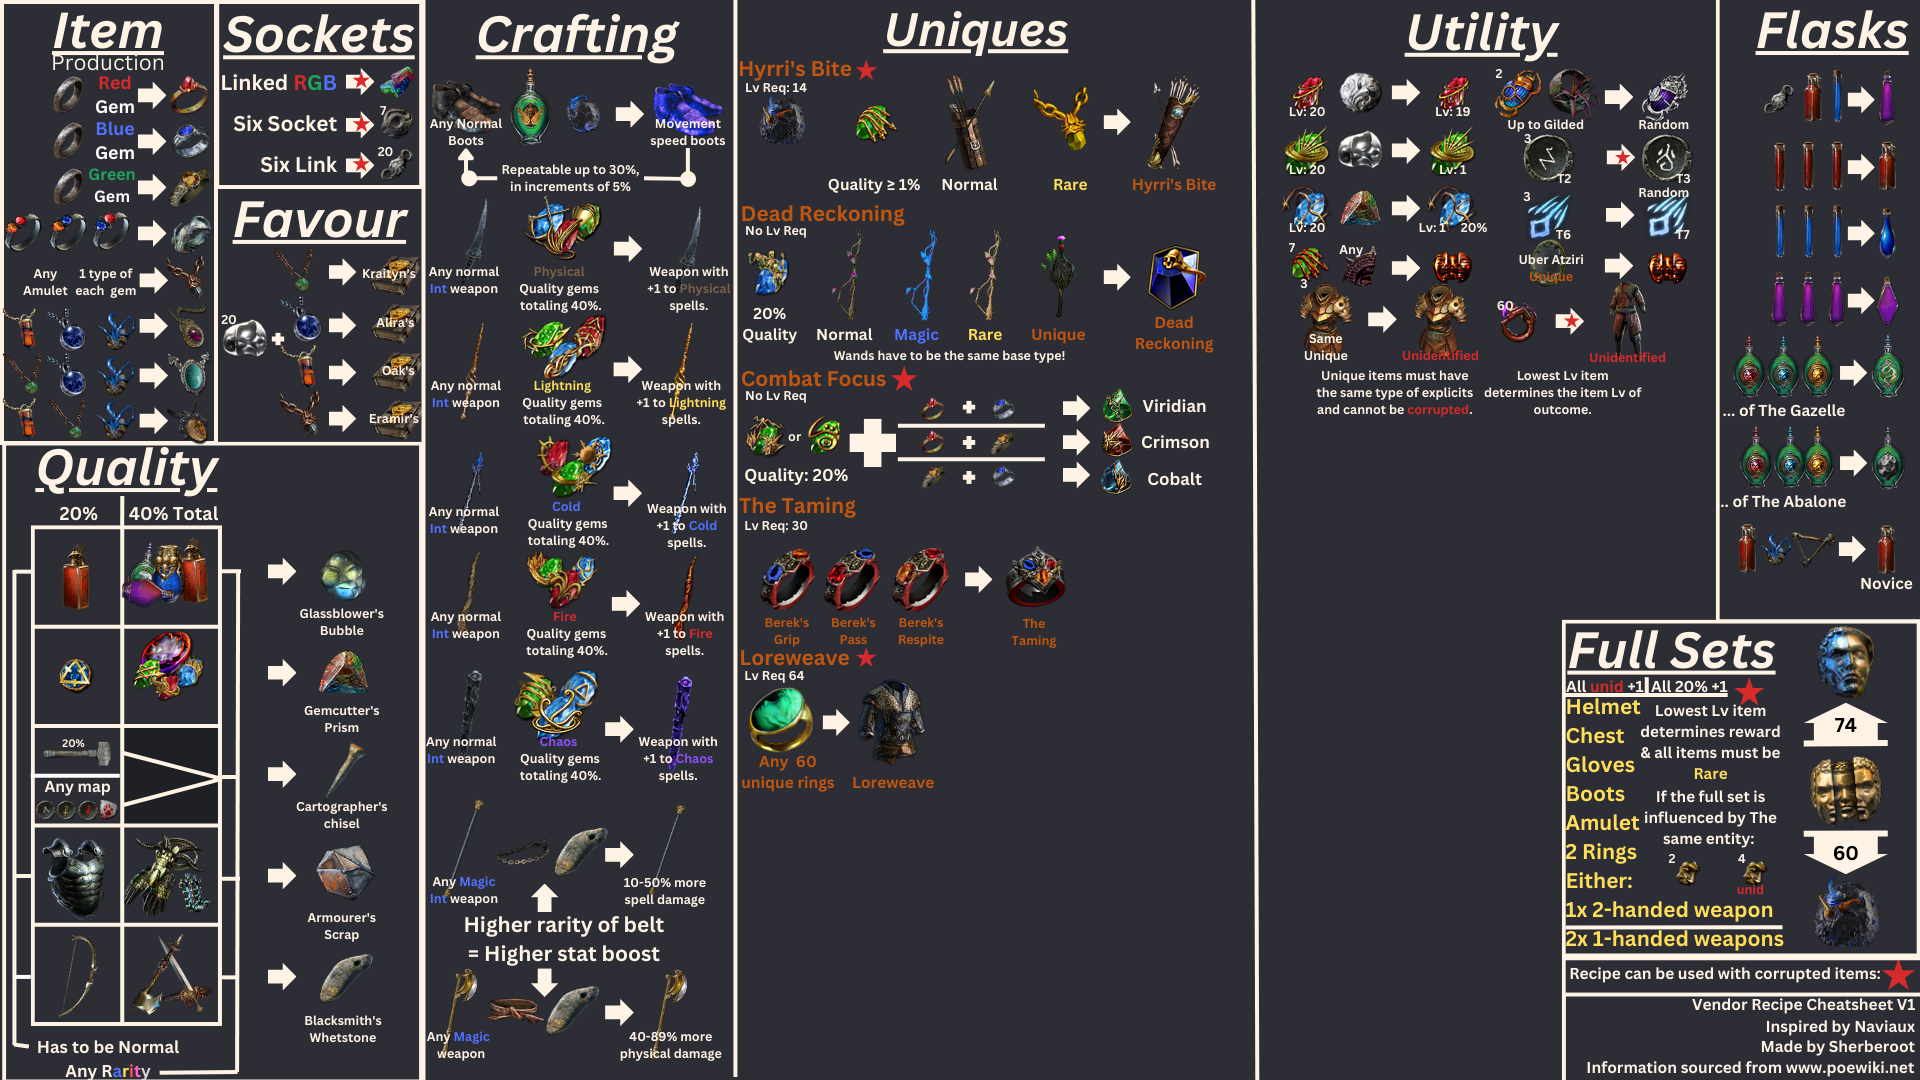 Item
Production
Red
Gem
Blue
Gem
Green
Gem
Any
Amulet
1 type of
each gem
Sockets
Linked RGB
Six Socket
7
Six Link
20
Favour
20
Kraityn's
Alira's
Oak's
Eramir's
Quality
20%
40% Total
20%
Any map
Glassblower's
Bubble
Gemcutter's
Prism
Cartographer's
chisel
Armourer's
Scrap
Blacksmith's
Whetstone
Has to be Normal
Any Rarity
Crafting
Any Normal
Boots
Movement
speed boots
Repeatable up to 30%,
in increments of 5%
Any normal
Int weapon
Physical
Quality gems
totaling 40%.
Weapon with
+1 to Physical
spells.
Any normal
Int weapon
Lightning
Quality gems
totaling 40%.
Weapon with
+1 to Lightning
spells.
Any normal
Int weapon
Cold
Quality gems
totaling 40%.
Weapon with
+1 to Cold
spells.
Any normal
Int weapon
Fire
Quality gems
totaling 40%.
Weapon with
+1 to Fire
spells.
Any normal
Int weapon
Chaos
Quality gems
totaling 40%.
Weapon with
+1 to Chaos
spells.
Any Magic
Int weapon
10-50% more
spell damage
Higher rarity of belt
= Higher stat boost
Any Magic
weapon
40-89% more
physical damage
Uniques
Hyrri's Bite
Lv Req: 14
Quality ≥ 1%
Normal
Rare
Hyrri's Bite
Dead Reckoning
No Lv Req
20%
Quality
Normal
Magic
Rare
Unique
Dead
Reckoning
Wands have to be the same base type!
Combat Focus
No Lv Req
or
Quality: 20%
Viridian
Crimson
Cobalt
The Taming
Lv Req: 30
Berek's
Grip
Berek's
Pass
Berek's
Respite
The
Taming
Loreweave
Lv Req 64
Any 60
unique rings
Loreweave
Utility
Lv: 20
Lv: 19
Lv: 20
Lv: 1
Lv: 20
Lv: 1 20%
7
Any
3
Same
Unique
Unidentified
Unique items must have
the same type of explicits
and cannot be corrupted.
2
Up to Gilded
Random
3
T2
T3
Random
3
T6
T7
Uber Atziri
Unique
60
Unidentified
Lowest Lv item
determines the item Lv of
outcome.
Flasks
... of The Gazelle
.. of The Abalone
Novice
Full Sets
All unid +1 All 20% +1
Helmet
Chest
Gloves
Boots
Amulet
2 Rings
Either:
1x 2-handed weapon
2x 1-handed weapons
Lowest Lv item
determines reward
& all items must be
Rare
If the full set is
influenced by The
same entity:
2
4
unid
74
60
Recipe can be used with corrupted items:
Vendor Recipe Cheatsheet V1
Inspired by Naviaux
Made by Sherberoot
Information sourced from www.poewiki.net